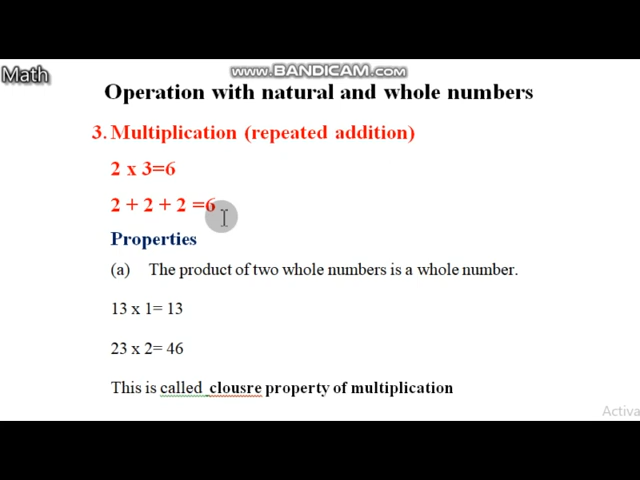 www.BANDICAM.com
Math
Operation with natural and whole numbers
3. Multiplication (repeated addition)
2 x 3=6
2 + 2 + 2 =6
Properties
(a) The product of two whole numbers is a whole number.
13 x 1= 13
23 x 2= 46
This is called clousre property of multiplication
Activa